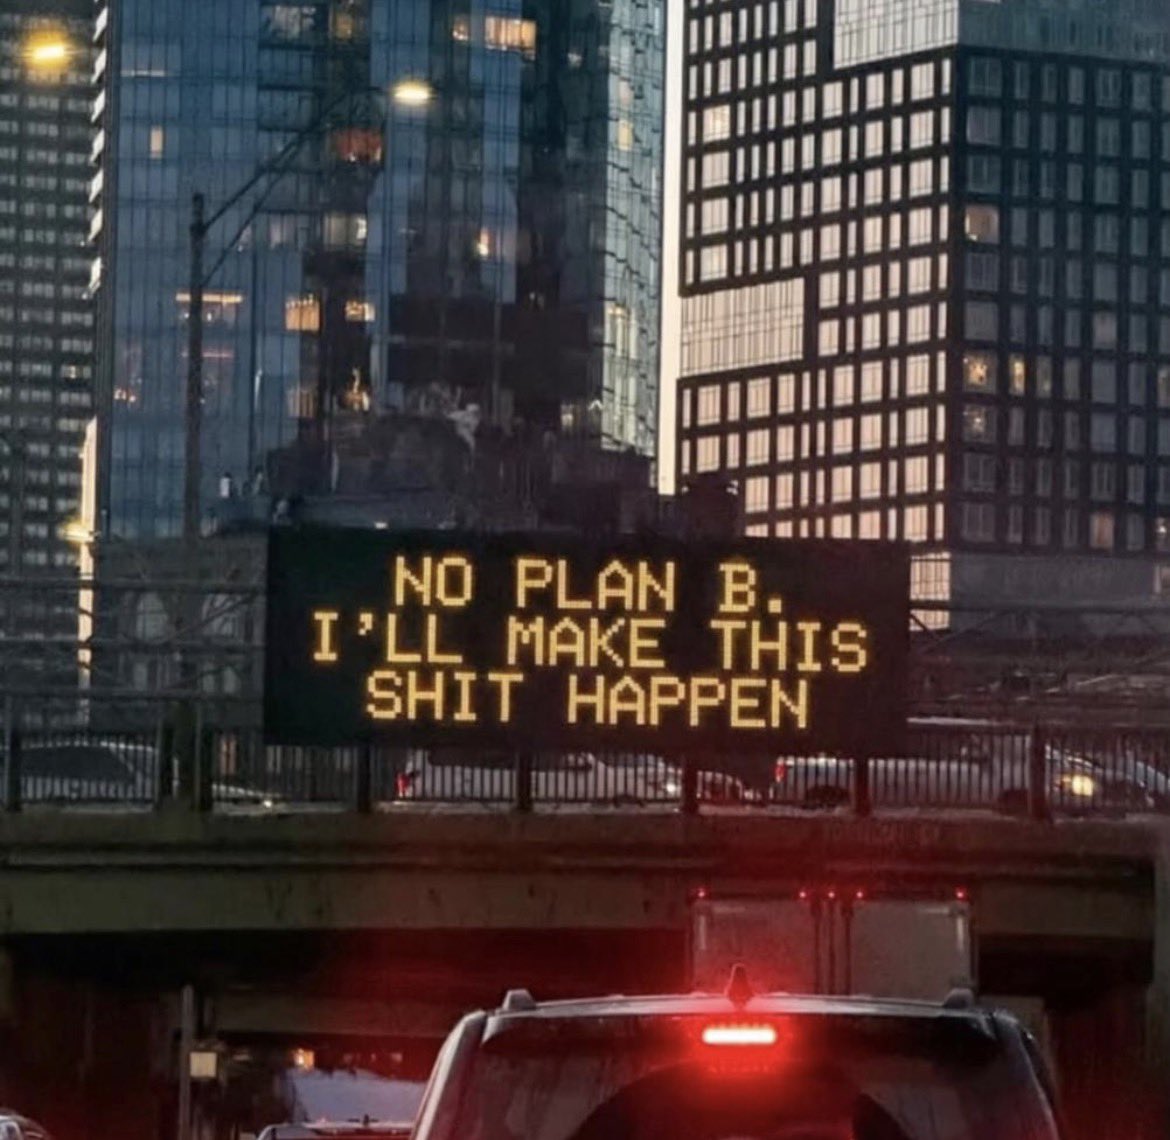 NO PLAN B.
I'LL MAKE THIS
SHIT HAPPEN